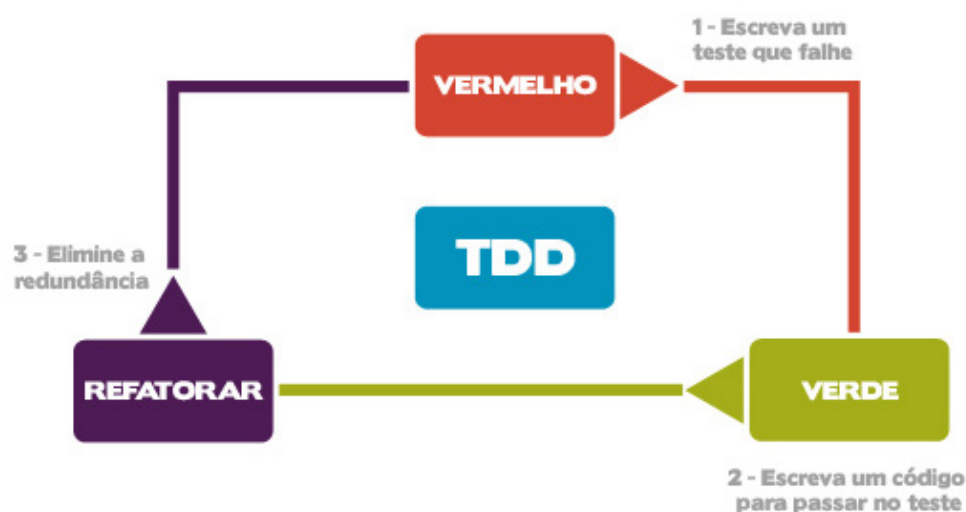 1 - Escreva um
teste que falhe
VERMELHO
TDD
3 - Elimine a
redundância
REFATORAR
VERDE
2 - Escreva um código
para passar no teste